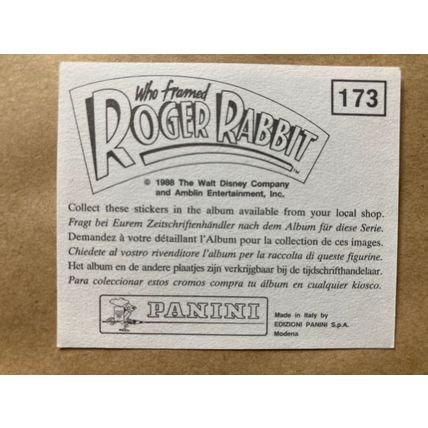 173
Who framed
ROGER RABBIT™
© 1988 The Walt Disney Company
and Amblin Entertainment, Inc.
Collect these stickers in the album available from your local shop.
Fragt bei Eurem Zeitschriftenhändler nach dem Album für diese Serie.
Demandez à votre détaillant l'Album pour la collection de ces images.
Chiedete al vostro rivenditore l'album per la raccolta di queste figurine.
Het album en de andere plaatjes zijn verkrijgbaar bij de tijdschrifthandelaar.
Para coleccionar estos cromos compra tu álbum en cualquier kiosco.
PANINI
Made in Italy by
EDIZIONI PANINI S.p.A.
Modena